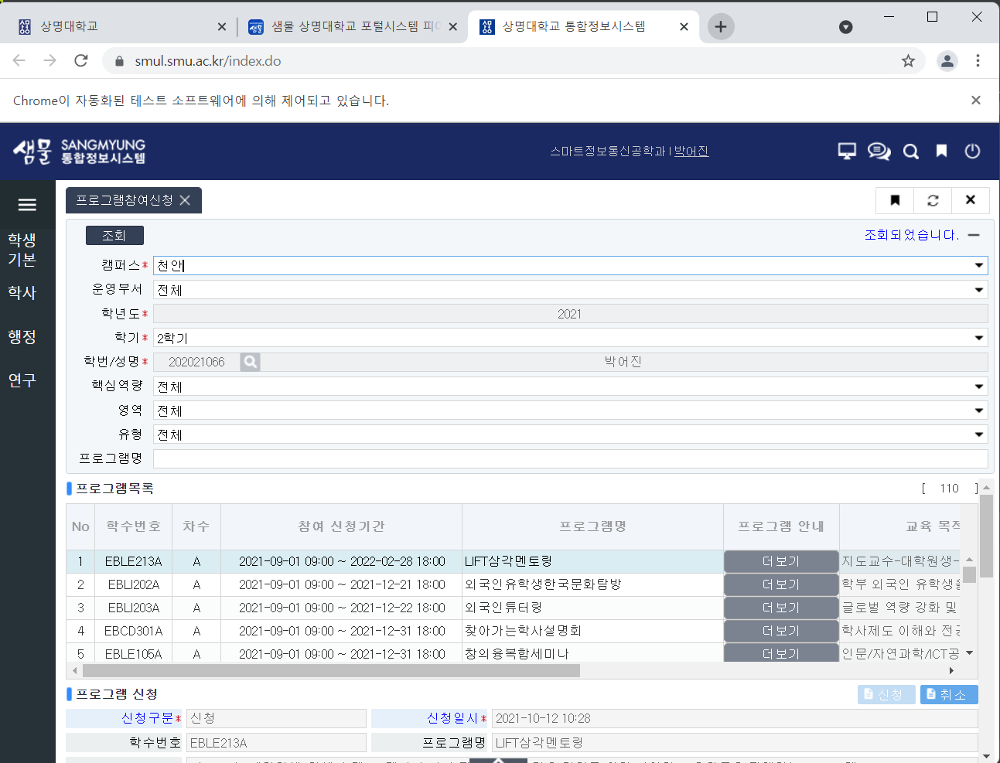 상명대학교
샘물 상명대학교 포털시스템
상명대학교 통합정보시스템
smul.smu.ac.kr/index.do
Chrome이 자동화된 테스트 소프트웨어에 의해 제어되고 있습니다.
샘물 SANGMYUNG 통합정보시스템
스마트정보통신공학과 | 박어진
프로그램참여신청
학생 기본
학사
행정
연구
조회
조회되었습니다.
캠퍼스* 천안
운영부서 전체
학년도* 2021
학기* 2학기
학번/성명* 202021066 박어진
핵심역량 전체
영역 전체
유형 전체
프로그램명
프로그램목록 [ 110 ]
No 학수번호 차수 참여 신청기간 프로그램명 프로그램 안내 교육 목적
1 EBLE213A A 2021-09-01 09:00 ~ 2022-02-28 18:00 LIFT삼각멘토링 더보기 지도교수-대학원생-
2 EBLI202A A 2021-09-01 09:00 ~ 2021-12-21 18:00 외국인유학생한국문화탐방 더보기 학부 외국인 유학생을
3 EBLI203A A 2021-09-01 09:00 ~ 2021-12-22 18:00 외국인튜터링 더보기 글로벌 역량 강화 및
4 EBCD301A A 2021-09-01 09:00 ~ 2021-12-31 18:00 찾아가는학사설명회 더보기 학사제도 이해와 전공
5 EBLE105A A 2021-09-01 09:00 ~ 2021-12-31 18:00 창의융복합세미나 더보기 인문/자연과학/ICT공
프로그램 신청
신청 취소
신청구분* 신청 신청일시* 2021-10-12 10:28
학수번호 EBLE213A 프로그램명 LIFT삼각멘토링